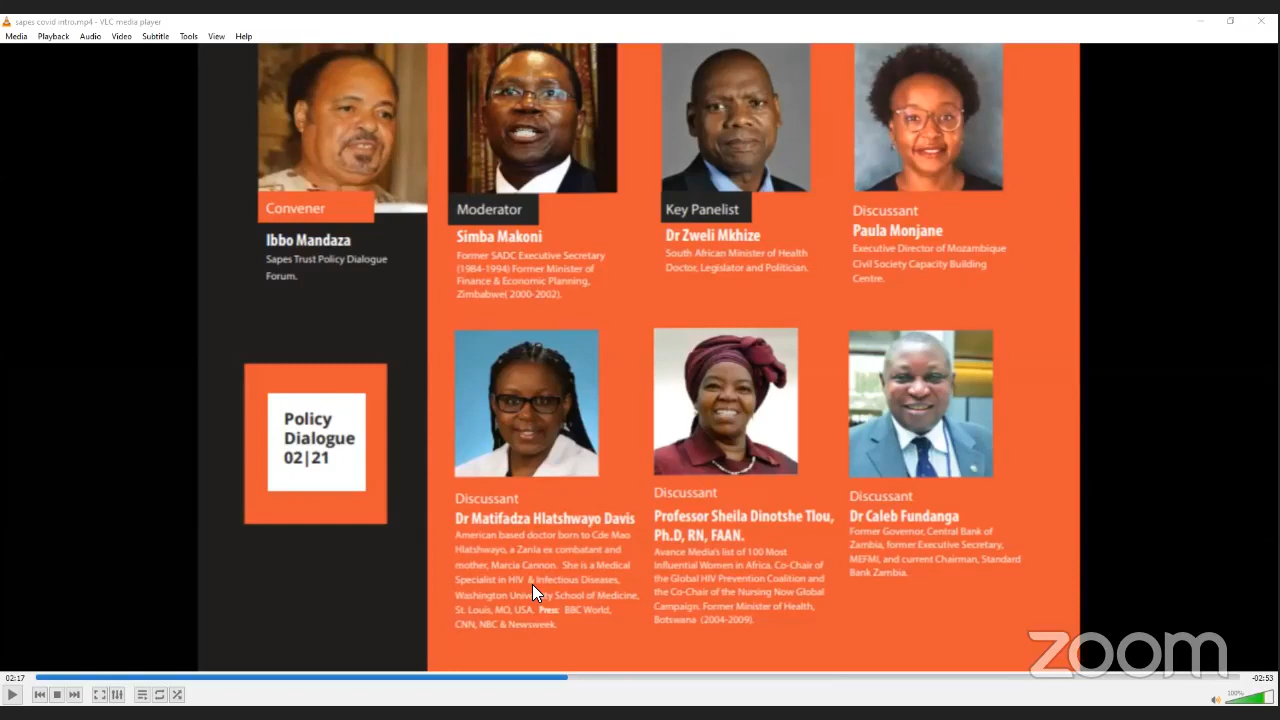 sapes covid intro.mp4 - VLC media player
Media Playback Audio Video Subtitle Tools View Help
Convener
Ibbo Mandaza
Sapes Trust Policy Dialogue
Forum.
Moderator
Simba Makoni
Former SADC Executive Secretary
(1984-1994) Former Minister of
Finance & Economic Planning,
Zimbabwe( 2000-2002).
Key Panelist
Dr Zweli Mkhize
South African Minister of Health
Doctor, Legislator and Politician.
Discussant
Paula Monjane
Executive Director of Mozambique
Civil Society Capacity Building
Centre.
Policy
Dialogue
02|21
Discussant
Dr Matifadza Hlatshwayo Davis
American based doctor born to Cde Mao
Hlatshwayo, a Zanla ex combatant and
mother, Marcia Cannon. She is a Medical
Specialist in HIV & Infectious Diseases,
Washington University School of Medicine,
St. Louis, MO, USA. Press: BBC World,
CNN, NBC & Newsweek.
Discussant
Professor Sheila Dinotshe Tlou,
Ph.D, RN, FAAN.
Avance Media's list of 100 Most
Influential Women in Africa. Co-Chair of
the Global HIV Prevention Coalition and
the Co-Chair of the Nursing Now Global
Campaign. Former Minister of Health,
Botswana (2004-2009).
Discussant
Dr Caleb Fundanga
Former Governor, Central Bank of
Zambia, former Executive Secretary,
MEFMI, and current Chairman, Standard
Bank Zambia.
zoom
02:17
-02:53
100%